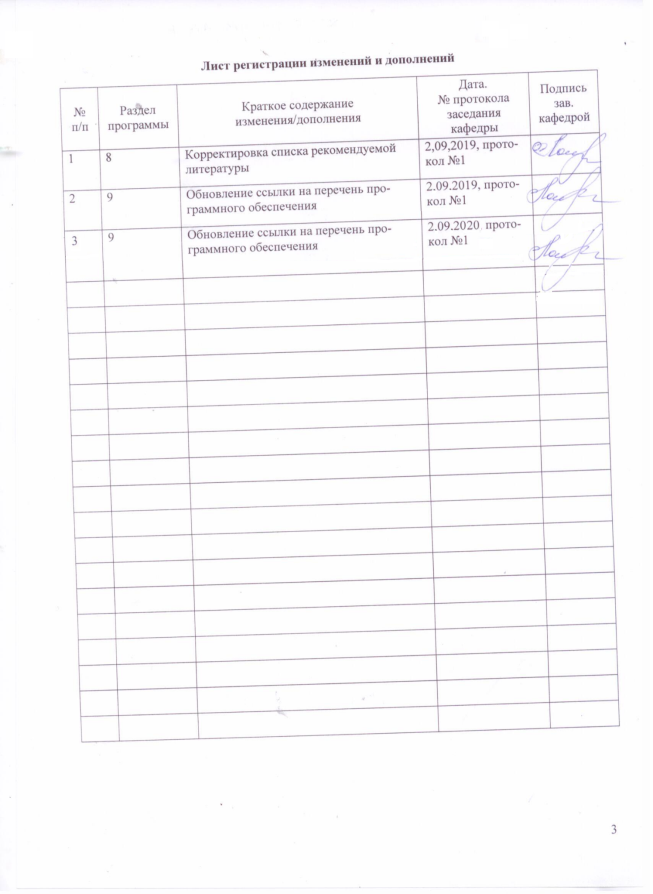 Лист регистрации изменений и дополнений
№
п/п
Раздел
программы
Краткое содержание
изменения/дополнения
Дата.
№ протокола
заседания
кафедры
Подпись
зав.
кафедрой
1
8
Корректировка списка рекомендуемой
литературы
2,09,2019, прото-
кол №1
2
9
Обновление ссылки на перечень про-
граммного обеспечения
2.09.2019, прото-
кол №1
3
9
Обновление ссылки на перечень про-
граммного обеспечения
2.09.2020 прото-
кол №1
3